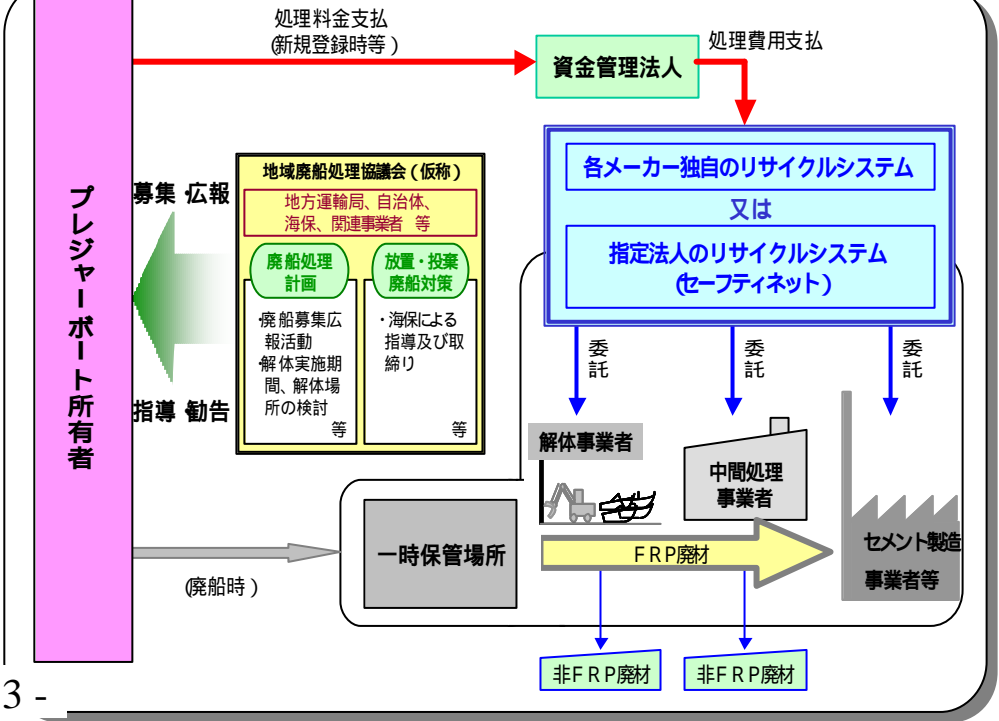 処理料金支払
(新規登録時等)
処理費用支払
資金管理法人
プレジャーボート所有者
募集・広報
指導・勧告
地域廃船処理協議会(仮称)
地方運輸局、自治体、
海保、関連事業者 等
廃船処理
計画
・廃船募集広
報活動
・解体実施期
間、解体場
所の検討
等
放置・投棄
廃船対策
・海保による
指導及び取
締り
等
各メーカー独自のリサイクルシステム
又は
指定法人のリサイクルシステム
(セーフティネット)
委託
委託
委託
解体事業者
中間処理
事業者
セメント製造
事業者等
一時保管場所
(廃船時)
FRP廃材
非FRP廃材
非FRP廃材
3 -